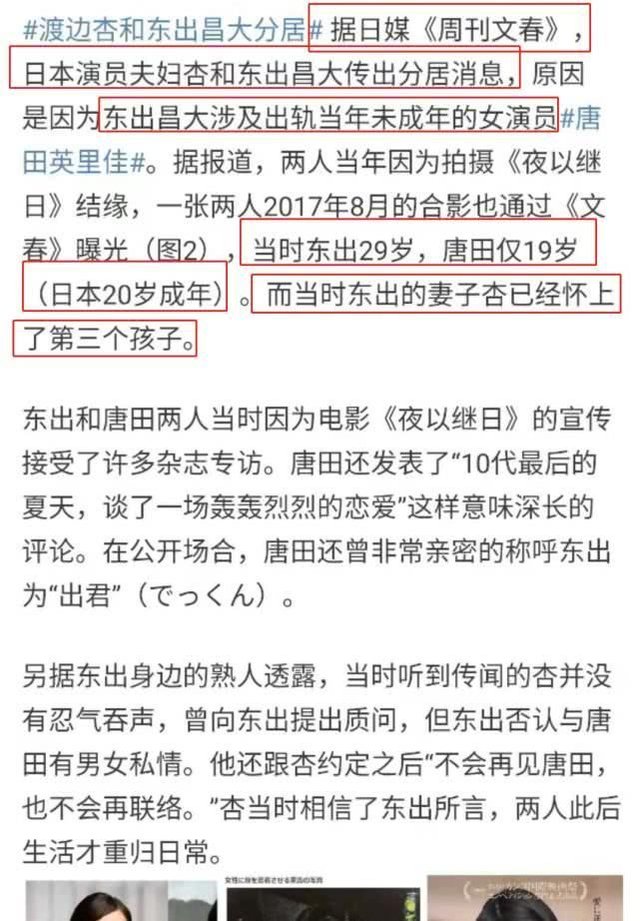 #渡边杏和东出昌大分居# 据日媒《周刊文春》，
日本演员夫妇杏和东出昌大传出分居消息，原因
是因为东出昌大涉及出轨当年未成年的女演员#唐
田英里佳#。据报道，两人当年因为拍摄《夜以继
日》结缘，一张两人2017年8月的合影也通过《文
春》曝光（图2），当时东出29岁，唐田仅19岁
（日本20岁成年）。而当时东出的妻子杏已经怀上
了第三个孩子。
东出和唐田两人当时因为电影《夜以继日》的宣传
接受了许多杂志专访。唐田还发表了“10代最后的
夏天，谈了一场轰轰烈烈的恋爱”这样意味深长的
评论。在公开场合，唐田还曾非常亲密的称呼东出
为“出君”（でっくん）。
另据东出身边的熟人透露，当时听到传闻的杏并没
有忍气吞声，曾向东出提出质问，但东出否认与唐
田有男女私情。他还跟杏约定之后“不会再见唐田，
也不会再联络。”杏当时相信了东出所言，两人此后
生活才重归日常。